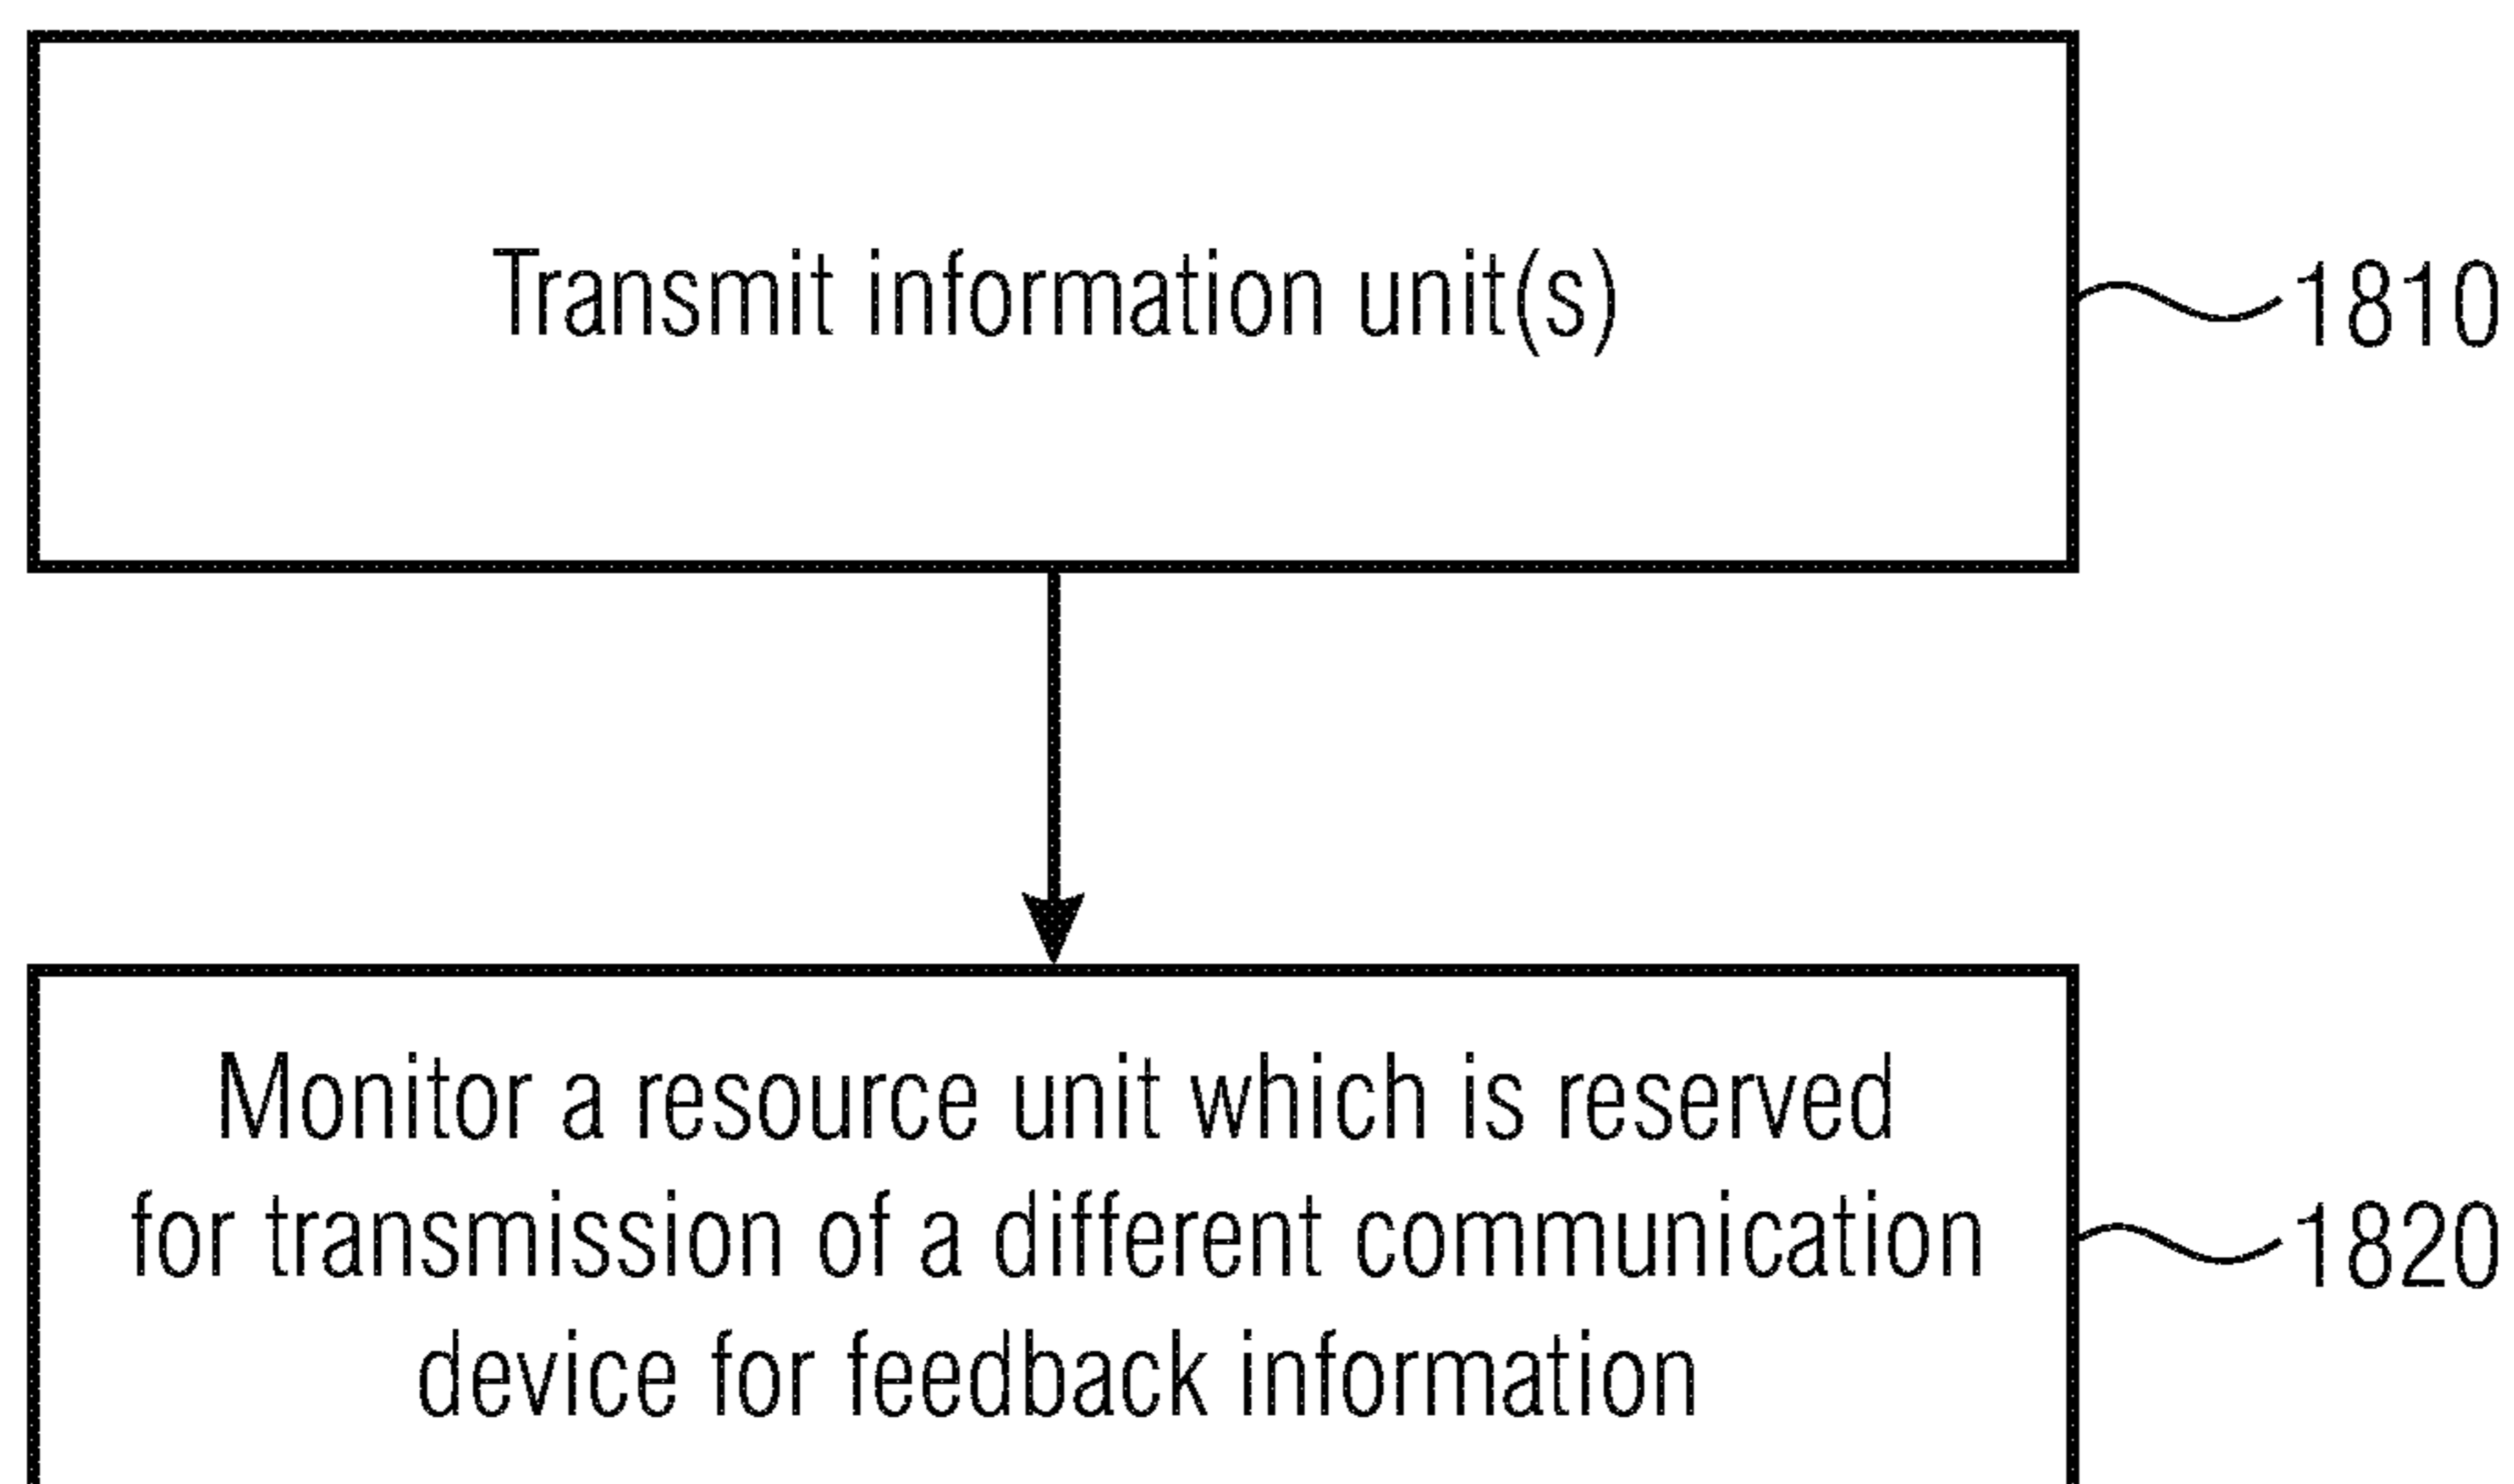 Transmit information unit(s)
1810
Monitor a resource unit which is reserved
for transmission of a different communication
device for feedback information
1820